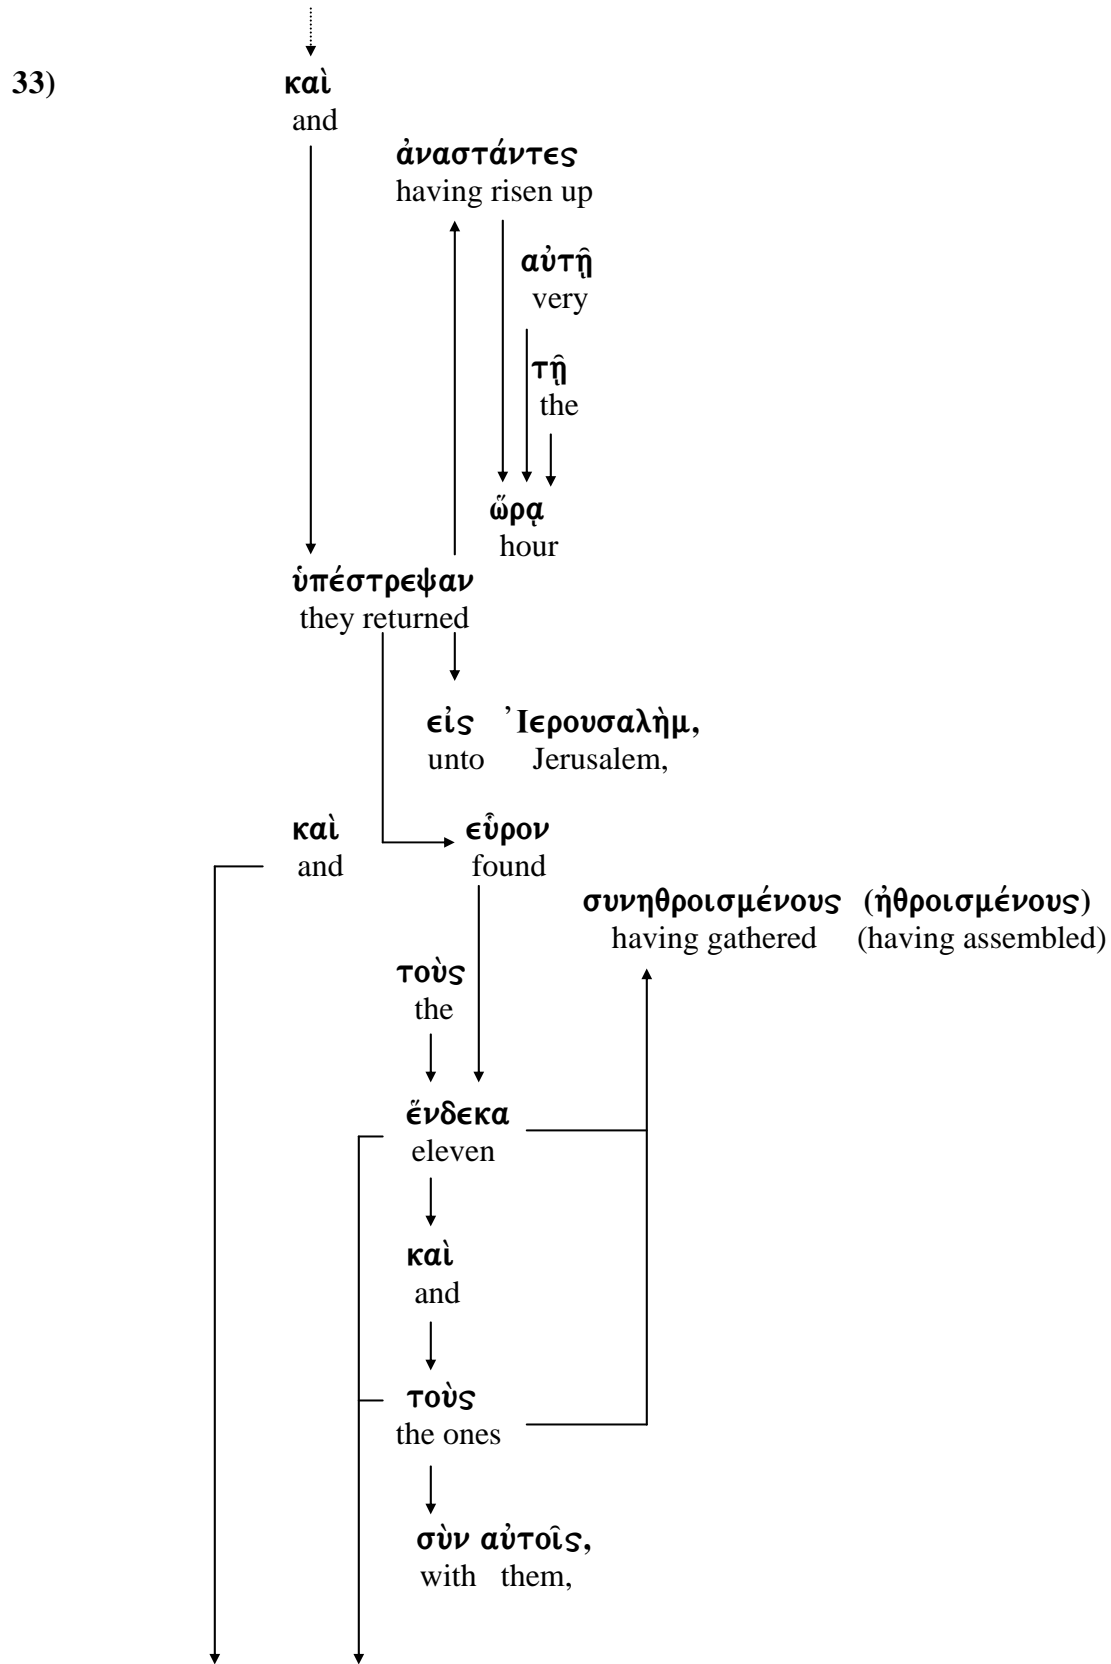 33) καὶ
and
ἀναστάντες
having risen up
αὐτῇ
very
τῇ
the
ὥρᾳ
hour
ὑπέστρεψαν
they returned
εἰς Ἰερουσαλὴμ,
unto Jerusalem,
καὶ εὗρον
and found
συνηθροισμένους (ἠθροισμένους)
having gathered (having assembled)
τοὺς
the
ἕνδεκα
eleven
καὶ
and
τοὺς
the ones
σὺν αὐτοῖς,
with them,